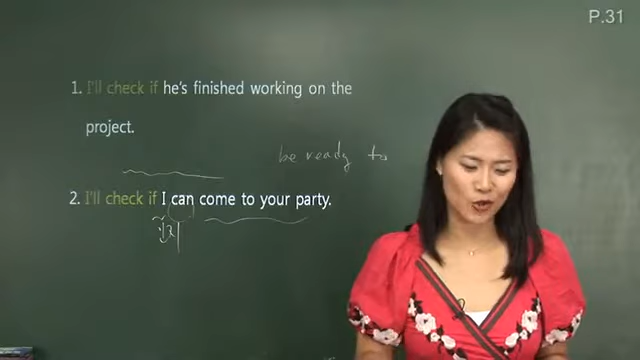 P.31
1. I'll check if he's finished working on the
project.
be ready to
2. I'll check if I can come to your party.